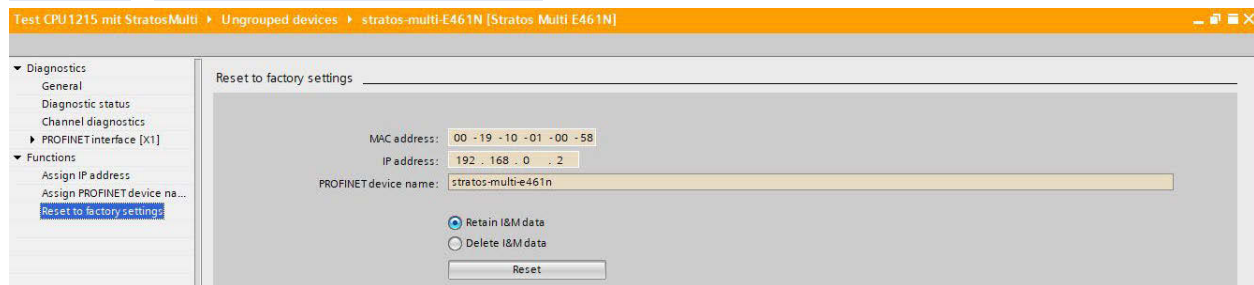 Test CPU1215 mit StratosMulti ▸ Ungrouped devices ▸ stratos-multi-E461N [Stratos Multi E461N]
Diagnostics
General
Diagnostic status
Channel diagnostics
PROFINET interface [X1]
Functions
Assign IP address
Assign PROFINET device na...
Reset to factory settings
Reset to factory settings
MAC address: 00 - 19 - 10 - 01 - 00 - 58
IP address: 192 . 168 . 0 . 2
PROFINET device name: stratos-multi-e461n
Retain I&M data
Delete I&M data
Reset